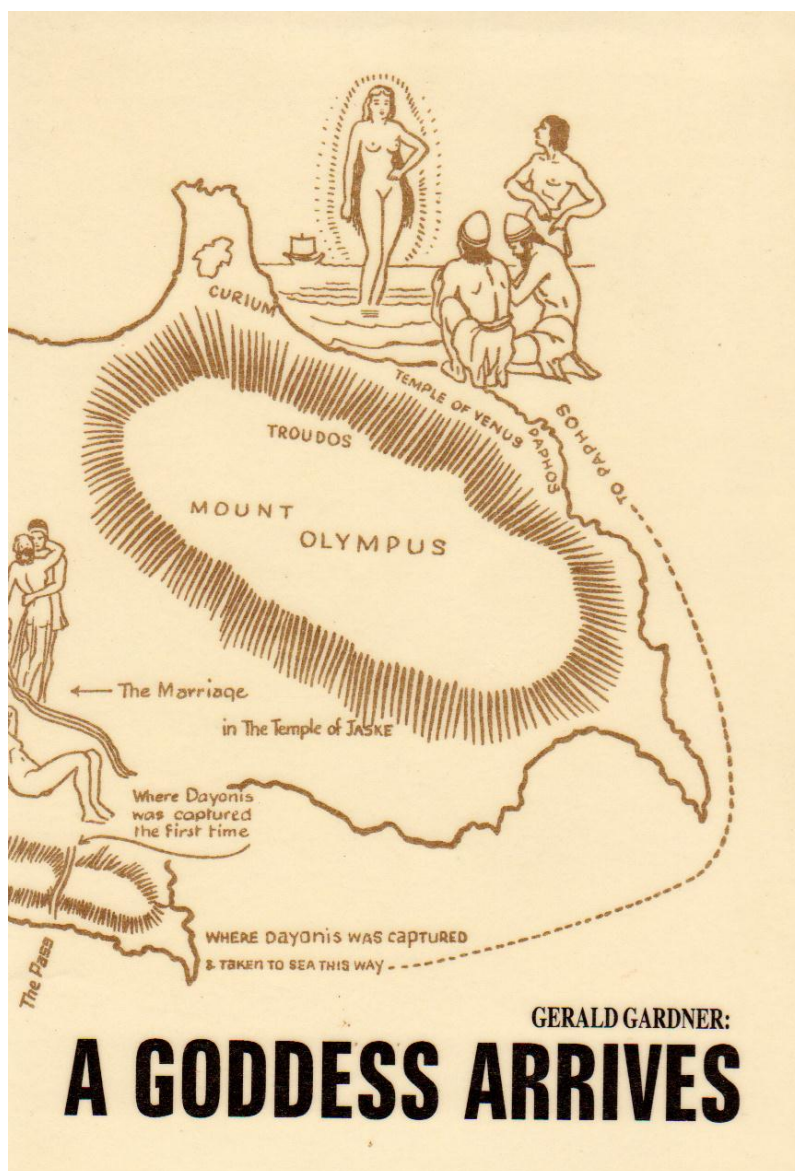 CURIUM
TEMPLE OF VENUS
PAPHOS
TO PAPHOS
TROUDOS
MOUNT
OLYMPUS
The Marriage
in The Temple of JASKE
Where Dayonis
was captured
the first time
The Pass
WHERE Dayonis was captured
& TAKEN TO SEA THIS WAY
GERALD GARDNER:
A GODDESS ARRIVES